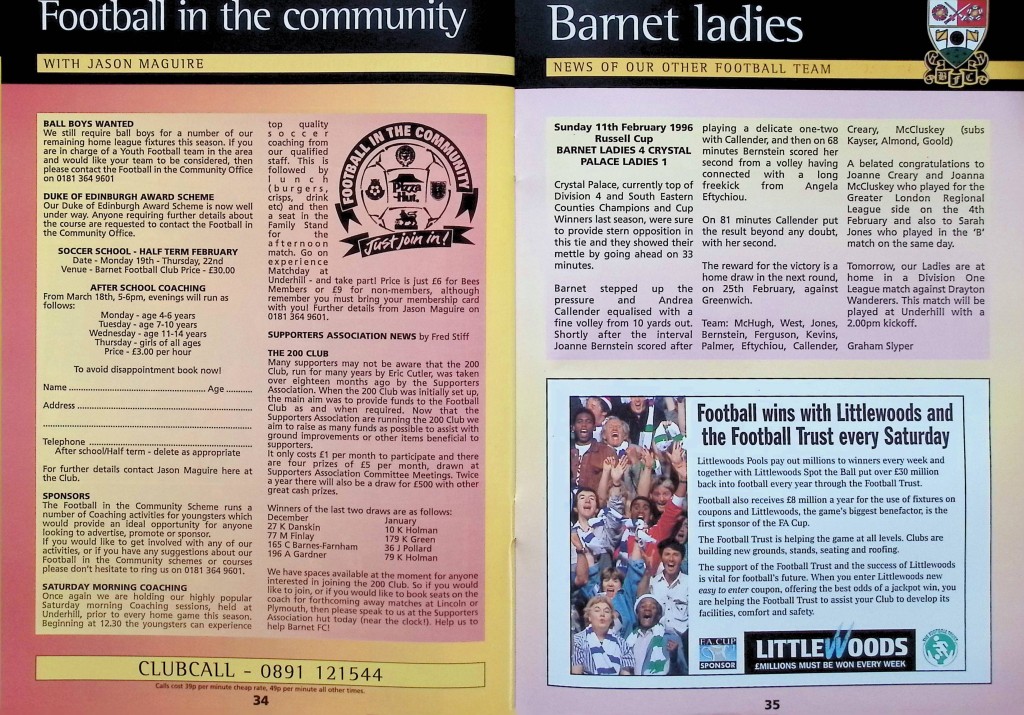 Football in the community
WITH JASON MAGUIRE
BALL BOYS WANTED
We still require ball boys for a number of our
remaining home league fixtures this season. If you
are in charge of a Youth Football team in the area
and would like your team to be considered, then
please contact the Football in the Community Office
on 0181 364 9601
DUKE OF EDINBURGH AWARD SCHEME
Our Duke of Edinburgh Award Scheme is now well
under way. Anyone requiring further details about
the course are requested to contact the Football in
the Community Office.
SOCCER SCHOOL - HALF TERM FEBRUARY
Date - Monday 19th - Thursday, 22nd
Venue - Barnet Football Club Price - £30.00
AFTER SCHOOL COACHING
From March 18th, 5-6pm, evenings will run as
follows:
Monday - age 4-6 years
Tuesday - age 7-10 years
Wednesday - age 11-14 years
Thursday - girls of all ages
Price - £3.00 per hour
To avoid disappointment book now!
Name ................................................ Age .........
Address .........................................................
.....................................................................
Telephone ......................................................
After school/Half term - delete as appropriate
For further details contact Jason Maguire here at
the Club.
SPONSORS
The Football in the Community Scheme runs a
number of Coaching activities for youngsters which
would provide an ideal opportunity for anyone
looking to advertise, promote or sponsor.
If you would like to get involved with any of our
activities, or if you have any suggestions about our
Football in the Community schemes or courses
please don't hesitate to ring us on 0181 364 9601.
SATURDAY MORNING COACHING
Once again we are holding our highly popular
Saturday morning Coaching sessions, held at
Underhill, prior to every home game this season.
Beginning at 12.30 the youngsters can experience
top quality
soccer
coaching from
our qualified
staff. This is
followed by
lunch
(burgers,
crisps, drink
etc) and then
a seat in the
Family Stand
for the
afternoon
match. Go on
experience
Matchday at
Underhill - and take part! Price is just £6 for Bees
Members or £9 for non-members, although
remember you must bring your membership card
with you! Further details from Jason Maguire on
0181 364 9601.
FOOTBALL IN THE COMMUNITY
Pizza
Hut.
Just join in!
SUPPORTERS ASSOCIATION NEWS by Fred Stiff
THE 200 CLUB
Many supporters may not be aware that the 200
Club, run for many years by Eric Cutler, was taken
over eighteen months ago by the Supporters
Association. When the 200 Club was initially set up,
the main aim was to provide funds to the Football
Club as and when required. Now that the
Supporters Association are running the 200 Club we
aim to raise as many funds as possible to assist with
ground improvements or other items beneficial to
supporters.
It only costs £1 per month to participate and there
are four prizes of £5 per month, drawn at
Supporters Association Committee Meetings. Twice
a year there will also be a draw for £500 with other
great cash prizes.
Winners of the last two draws are as follows:
December
27 K Danskin
77 M Finlay
165 C Barnes-Farnham
196 A Gardner
January
10 K Holman
179 K Green
36 J Pollard
79 K Holman
We have spaces available at the moment for anyone
interested in joining the 200 Club. So if you would
like to join, or if you would like to book seats on the
coach for forthcoming away matches at Lincoln or
Plymouth, then please speak to us at the Supporters
Association hut today (near the clock!). Help us to
help Barnet FC!
CLUBCALL - 0891 121544
Calls cost 39p per minute cheap rate, 49p per minute all other times.
34
Barnet ladies
NEWS OF OUR OTHER FOOTBALL TEAM
BFC
Sunday 11th February 1996
Russell Cup
BARNET LADIES 4 CRYSTAL
PALACE LADIES 1
Crystal Palace, currently top of
Division 4 and South Eastern
Counties Champions and Cup
Winners last season, were sure
to provide stern opposition in
this tie and they showed their
mettle by going ahead on 33
minutes.
Barnet stepped up the
pressure and Andrea
Callender equalised with a
fine volley from 10 yards out.
Shortly after the interval
Joanne Bernstein scored after
playing a delicate one-two
with Callender, and then on 68
minutes Bernstein scored her
second from a volley having
connected with a long
freekick from Angela
Eftychiou.
On 81 minutes Callender put
the result beyond any doubt,
with her second.
The reward for the victory is a
home draw in the next round,
on 25th February, against
Greenwich.
Team: McHugh, West, Jones,
Bernstein, Ferguson, Kevins,
Palmer, Eftychiou, Callender,
Creary, McCluskey (subs
Kayser, Almond, Goold)
A belated congratulations to
Joanne Creary and Joanna
McCluskey who played for the
Greater London Regional
League side on the 4th
February and also to Sarah
Jones who played in the 'B'
match on the same day.
Tomorrow, our Ladies are at
home in a Division One
League match against Drayton
Wanderers. This match will be
played at Underhill with a
2.00pm kickoff.
Graham Slyper
Football wins with Littlewoods and
the Football Trust every Saturday
Littlewoods Pools pay out millions to winners every week and
together with Littlewoods Spot the Ball put over £30 million
back into football every year through the Football Trust.
Football also receives £8 million a year for the use of fixtures on
coupons and Littlewoods, the game's biggest benefactor, is the
first sponsor of the FA Cup.
The Football Trust is helping the game at all levels. Clubs are
building new grounds, stands, seating and roofing.
The support of the Football Trust and the success of Littlewoods
is vital for football's future. When you enter Littlewoods new
easy to enter coupon, offering the best odds of a jackpot win, you
are helping the Football Trust to assist your Club to develop its
facilities, comfort and safety.
F.A. CUP
SPONSOR
LITTLEWOODS
£MILLIONS MUST BE WON EVERY WEEK
35